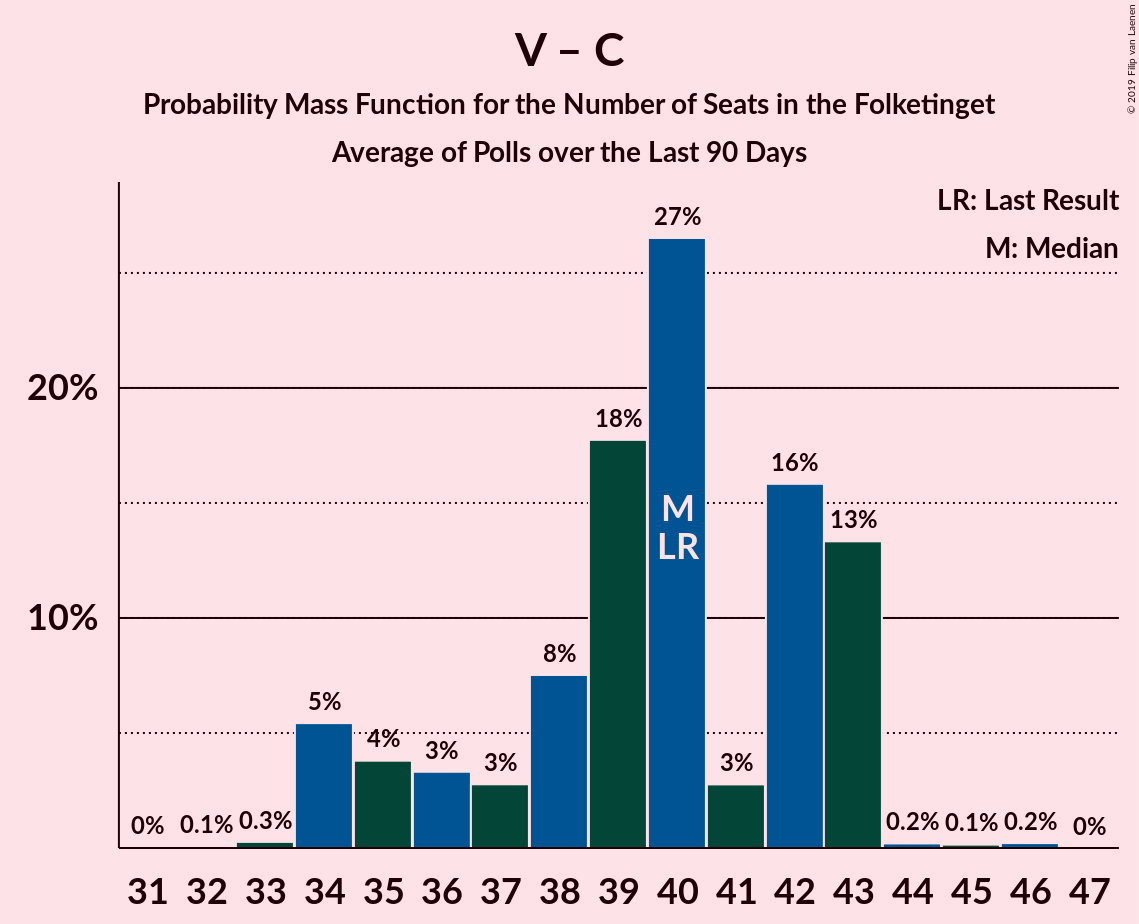 V – C
Probability Mass Function for the Number of Seats in the Folketinget
Average of Polls over the Last 90 Days
© 2019 Filip van Laenen
LR: Last Result
M: Median
20%
10%
0%
0.1%
0.3%
5%
4%
3%
3%
8%
18%
27%
3%
16%
13%
0.2%
0.1%
0.2%
0%
M
LR
31 32 33 34 35 36 37 38 39 40 41 42 43 44 45 46 47